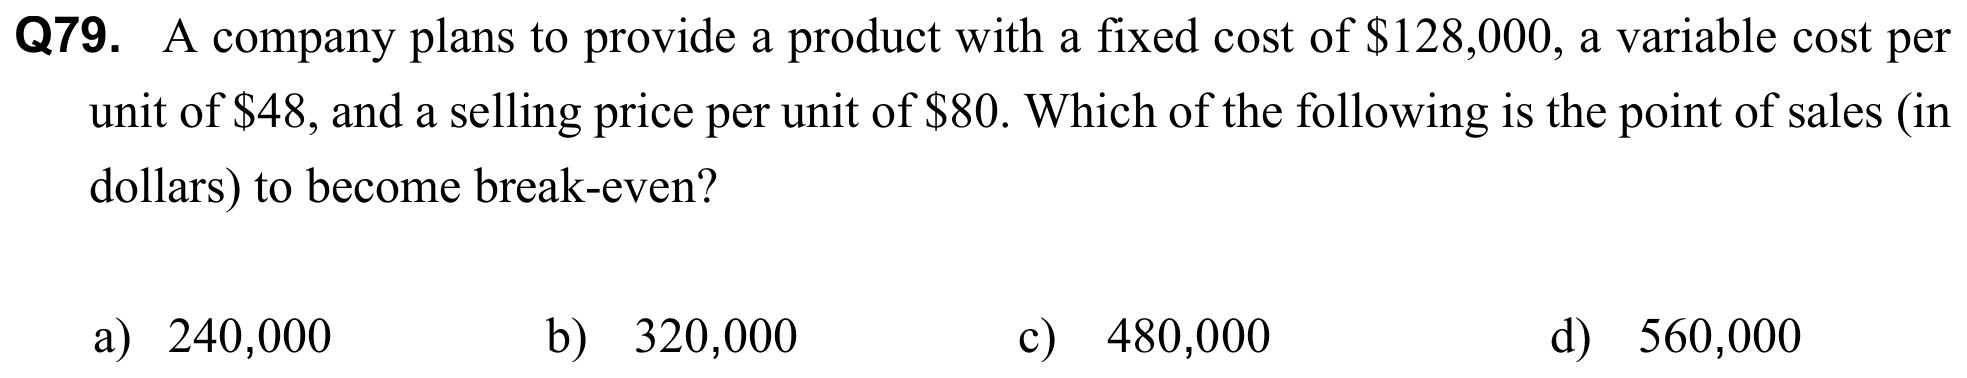 Q79. A company plans to provide a product with a fixed cost of $128,000, a variable cost per
unit of $48, and a selling price per unit of $80. Which of the following is the point of sales (in
dollars) to become break-even?
a) 240,000 b) 320,000 c) 480,000 d) 560,000